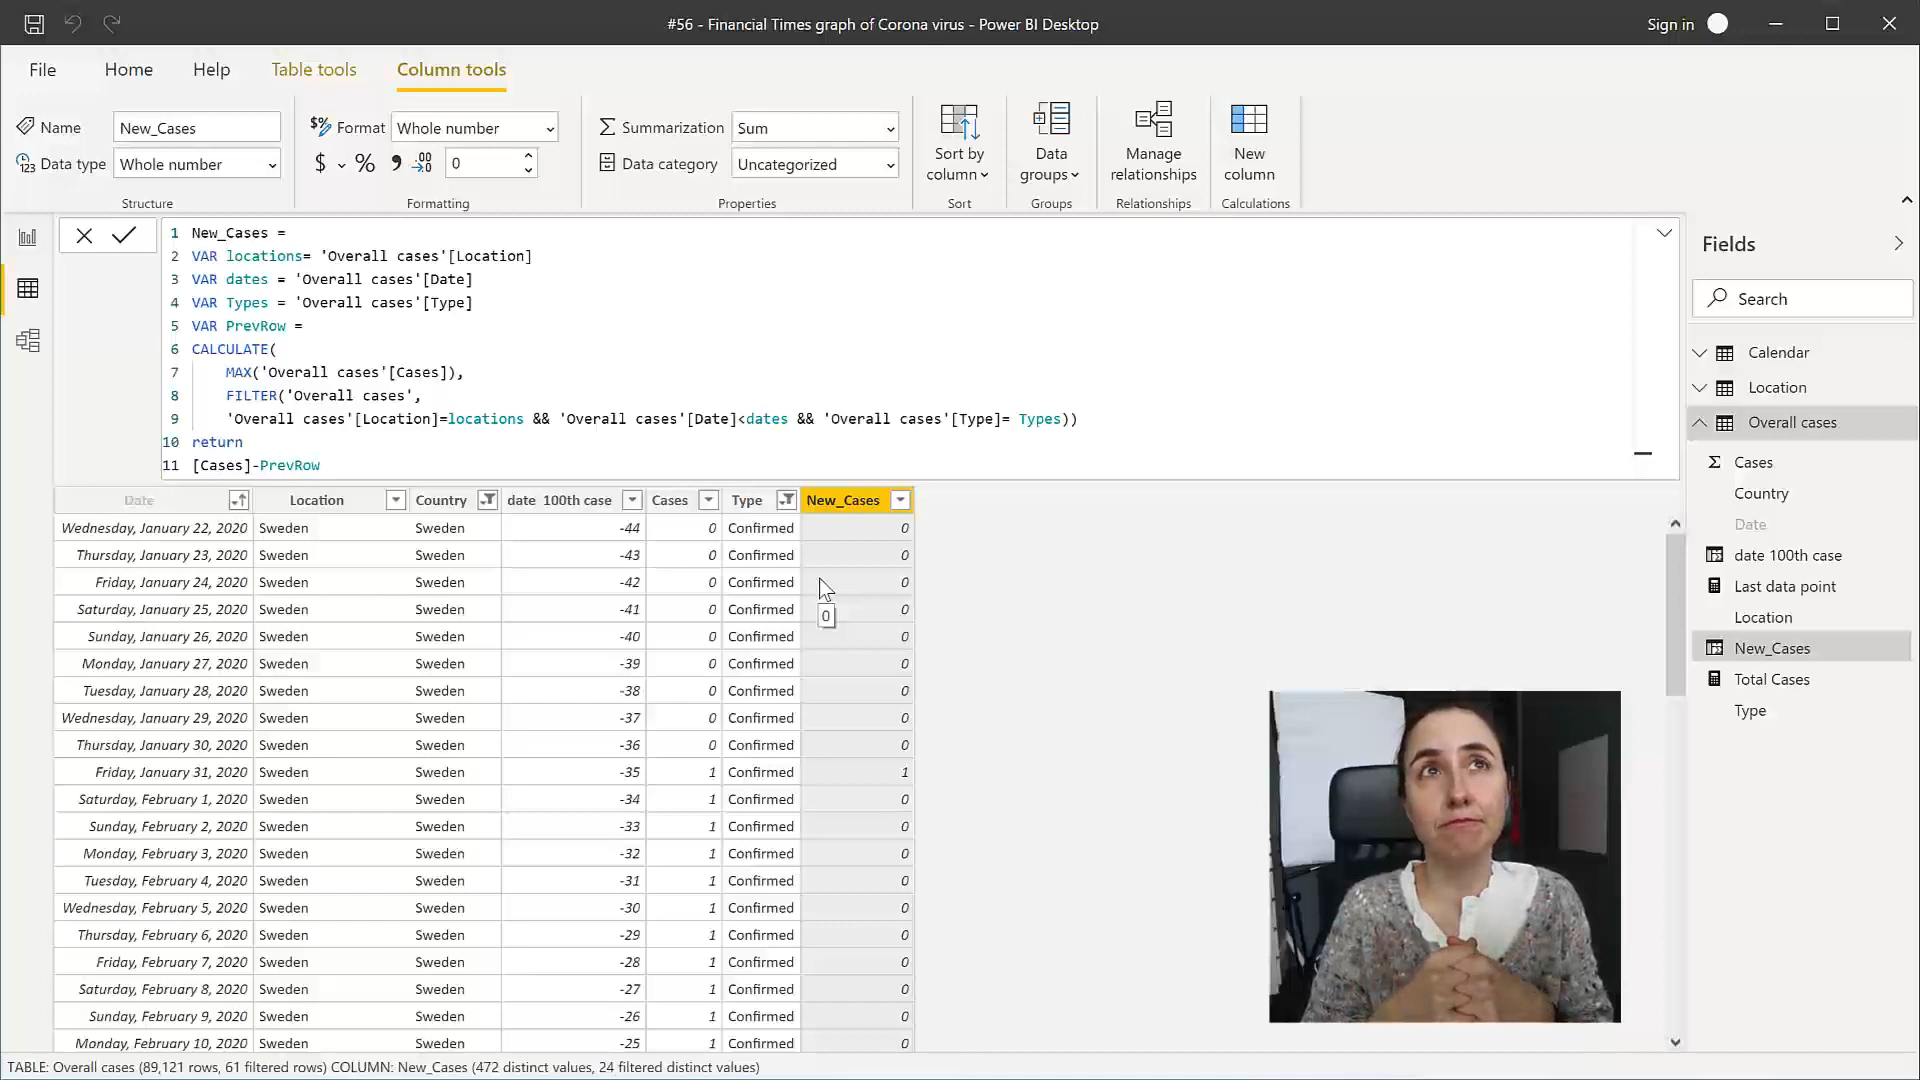 #56 - Financial Times graph of Corona virus - Power BI Desktop
Sign in
File Home Help Table tools Column tools
Name New_Cases
Data type Whole number
Structure
$% Format Whole number
$ % 9 .00 0
Formatting
Summarization Sum
Data category Uncategorized
Properties
Sort by column
Sort
Data groups
Groups
Manage relationships
Relationships
New column
Calculations
1 New_Cases =
2 VAR locations= 'Overall cases'[Location]
3 VAR dates = 'Overall cases'[Date]
4 VAR Types = 'Overall cases'[Type]
5 VAR PrevRow =
6 CALCULATE(
7 MAX('Overall cases'[Cases]),
8 FILTER('Overall cases',
9 'Overall cases'[Location]=locations && 'Overall cases'[Date]<dates && 'Overall cases'[Type]= Types))
10 return
11 [Cases]-PrevRow
Date Location Country date 100th case Cases Type New_Cases
Wednesday, January 22, 2020 Sweden Sweden -44 0 Confirmed 0
Thursday, January 23, 2020 Sweden Sweden -43 0 Confirmed 0
Friday, January 24, 2020 Sweden Sweden -42 0 Confirmed 0
0
Saturday, January 25, 2020 Sweden Sweden -41 0 Confirmed 0
Sunday, January 26, 2020 Sweden Sweden -40 0 Confirmed 0
Monday, January 27, 2020 Sweden Sweden -39 0 Confirmed 0
Tuesday, January 28, 2020 Sweden Sweden -38 0 Confirmed 0
Wednesday, January 29, 2020 Sweden Sweden -37 0 Confirmed 0
Thursday, January 30, 2020 Sweden Sweden -36 0 Confirmed 0
Friday, January 31, 2020 Sweden Sweden -35 1 Confirmed 1
Saturday, February 1, 2020 Sweden Sweden -34 1 Confirmed 0
Sunday, February 2, 2020 Sweden Sweden -33 1 Confirmed 0
Monday, February 3, 2020 Sweden Sweden -32 1 Confirmed 0
Tuesday, February 4, 2020 Sweden Sweden -31 1 Confirmed 0
Wednesday, February 5, 2020 Sweden Sweden -30 1 Confirmed 0
Thursday, February 6, 2020 Sweden Sweden -29 1 Confirmed 0
Friday, February 7, 2020 Sweden Sweden -28 1 Confirmed 0
Saturday, February 8, 2020 Sweden Sweden -27 1 Confirmed 0
Sunday, February 9, 2020 Sweden Sweden -26 1 Confirmed 0
Monday, February 10, 2020 Sweden Sweden -25 1 Confirmed 0
Fields
Search
Calendar
Location
Overall cases
Cases
Country
Date
date 100th case
Last data point
Location
New_Cases
Total Cases
Type
TABLE: Overall cases (89,121 rows, 61 filtered rows) COLUMN: New_Cases (472 distinct values, 24 filtered distinct values)